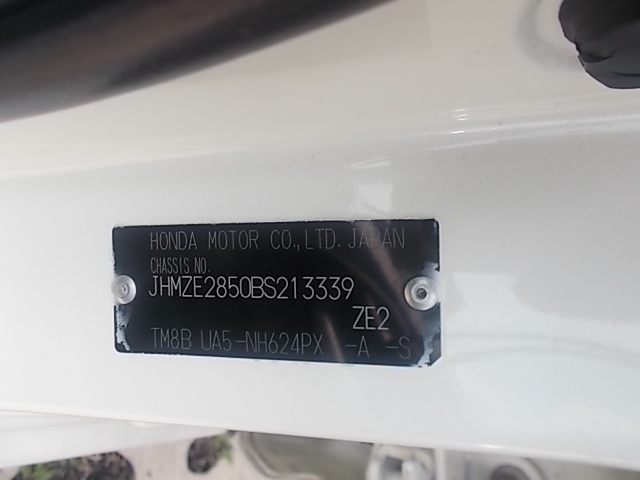 HONDA MOTOR CO.,LTD. JAPAN
CHASSIS NO.
JHMZE2850BS213339
ZE2
TM8B UA5-NH624PX -A -S